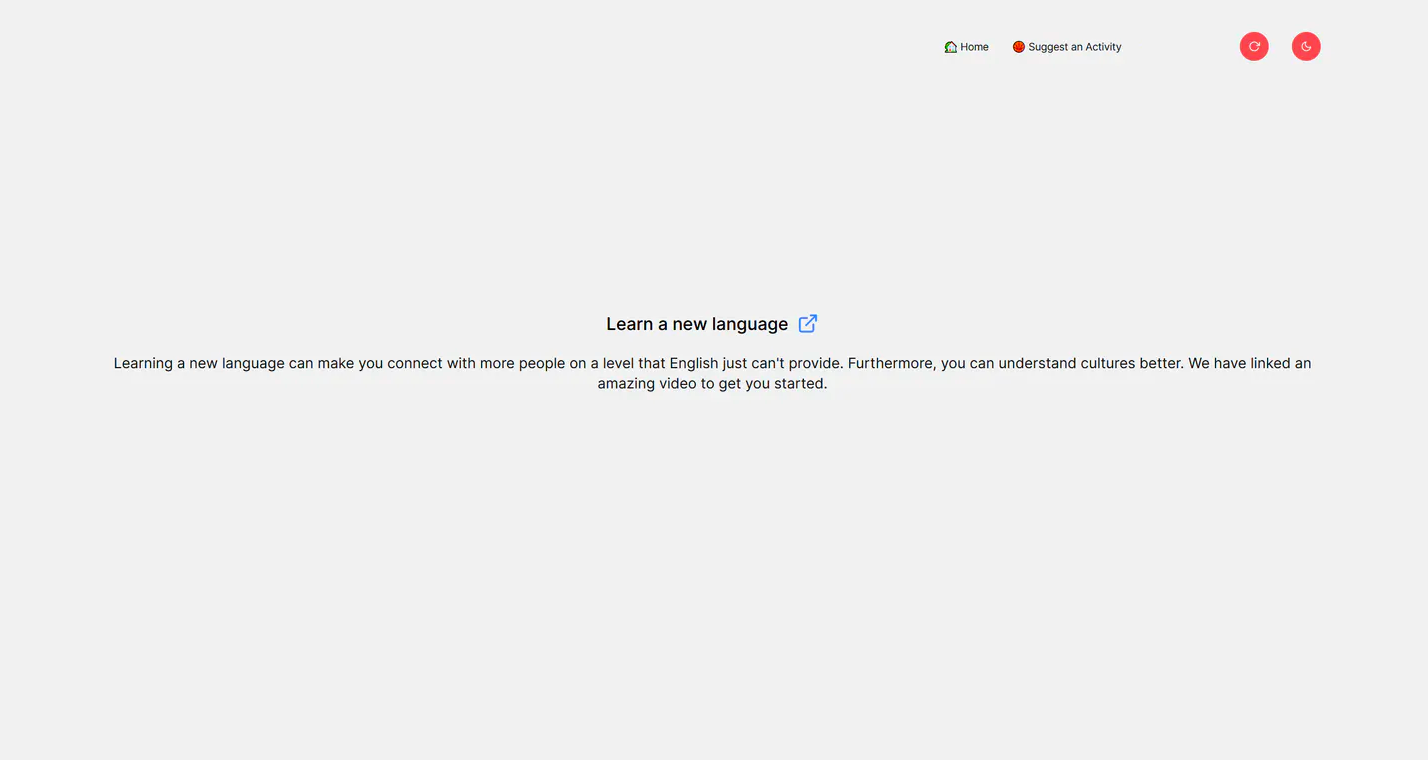 Home
Suggest an Activity
Learn a new language
Learning a new language can make you connect with more people on a level that English just can't provide. Furthermore, you can understand cultures better. We have linked an
amazing video to get you started.